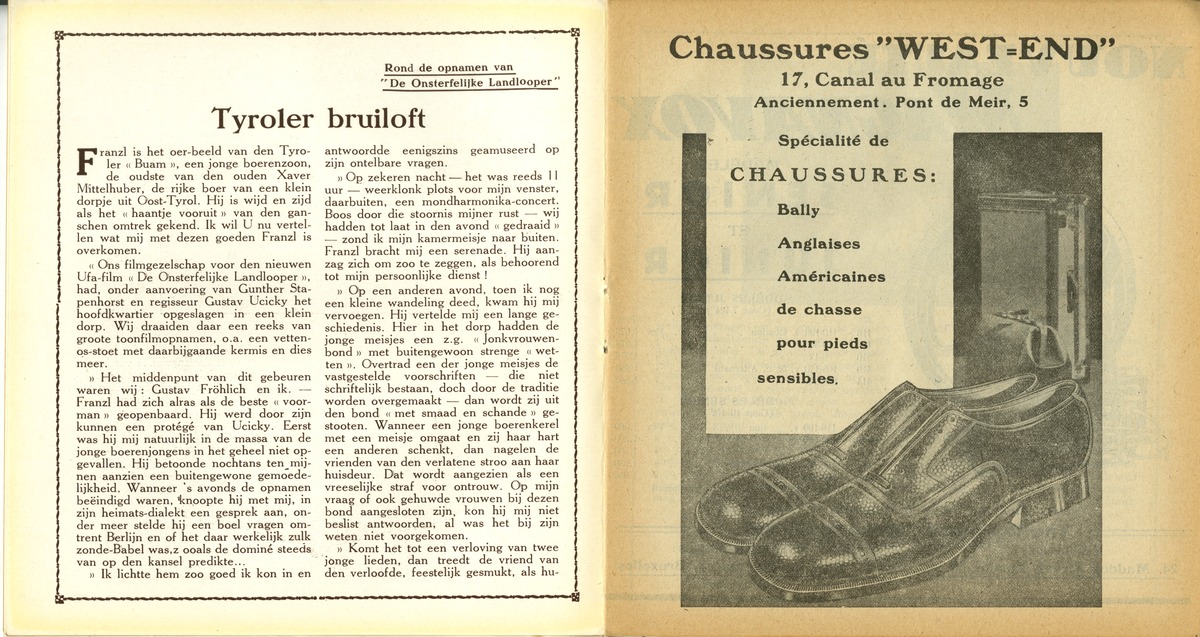 Rond de opnamen van
"De Onsterfelijke Landlooper"
Tyroler bruiloft
Franzl is het oer-beeld van den Tyro-
ler « Buam », een jonge boerenzoon,
de oudste van den ouden Xaver
Mittelhuber, de rijke boer van een klein
dorpje uit Oost-Tyrol. Hij is wijd en zijd
als het « haantje vooruit » van den gan-
schen omtrek gekend. Ik wil U nu vertel-
len wat mij met dezen goeden Franzl is
overkomen.
« Ons filmgezelschap voor den nieuwen
Ufa-film « De Onsterfelijke Landlooper »,
had, onder aanvoering van Gunther Sta-
penhorst en regisseur Gustav Ucicky het
hoofdkwartier opgeslagen in een klein
dorp. Wij draaiden daar een reeks van
groote toonfilmopnamen, o.a. een vetten-
os-stoet met daarbijgaande kermis en dies
meer.
» Het middenpunt van dit gebeuren
waren wij : Gustav Fröhlich en ik. —
Franzl had zich alras als de beste « voor-
man » geopenbaard. Hij werd door zijn
kunnen een protégé van Ucicky. Eerst
was hij mij natuurlijk in de massa van de
jonge boerenjongens in het geheel niet op-
gevallen. Hij betoonde nochtans ten mij-
nen aanzien een buitengewone gemoede-
lijkheid. Wanneer 's avonds de opnamen
beëindigd waren, knoopte hij met mij, in
zijn heimats-dialekt een gesprek aan, on-
der meer stelde hij een boel vragen om-
trent Berlijn en of het daar werkelijk zulk
zonde-Babel was,z ooals de dominé steeds
van op den kansel predikte...
» Ik lichtte hem zoo goed ik kon in en
antwoordde eenigszins geamuseerd op
zijn ontelbare vragen.
» Op zekeren nacht — het was reeds 11
uur — weerklonk plots voor mijn venster,
daarbuiten, een mondharmonika-concert.
Boos door die stoornis mijner rust — wij
hadden tot laat in den avond « gedraaid »
— zond ik mijn kamermeisje naar buiten.
Franzl bracht mij een serenade. Hij aan-
zag zich om zoo te zeggen, als behoorend
tot mijn persoonlijke dienst !
» Op een anderen avond, toen ik nog
een kleine wandeling deed, kwam hij mij
vervoegen. Hij vertelde mij een lange ge-
schiedenis. Hier in het dorp hadden de
jonge meisjes een z.g. « Jonkvrouwen-
bond » met buitengewoon strenge « wet-
ten ». Overtrad een der jonge meisjes de
vastgestelde voorschriften — die niet
schriftelijk bestaan, doch door de traditie
worden overgemaakt — dan wordt zij uit
den bond « met smaad en schande » ge-
stooten. Wanneer een jonge boerenkerel
met een meisje omgaat en zij haar hart
een anderen schenkt, dan nagelen de
vrienden van den verlatene stroo aan haar
huisdeur. Dat wordt aangezien als een
vreeselijke straf voor ontrouw. Op mijn
vraag of ook gehuwde vrouwen bij dezen
bond aangesloten zijn, kon hij mij niet
beslist antwoorden, al was het bij zijn
weten niet voorgekomen.
» Komt het tot een verloving van twee
jonge lieden, dan treedt de vriend van
den verloofde, feestelijk gesmukt, als hu-
Chaussures "WEST=END"
17, Canal au Fromage
Anciennement. Pont de Meir, 5
Spécialité de
CHAUSSURES:
Bally
Anglaises
Américaines
de chasse
pour pieds
sensibles.